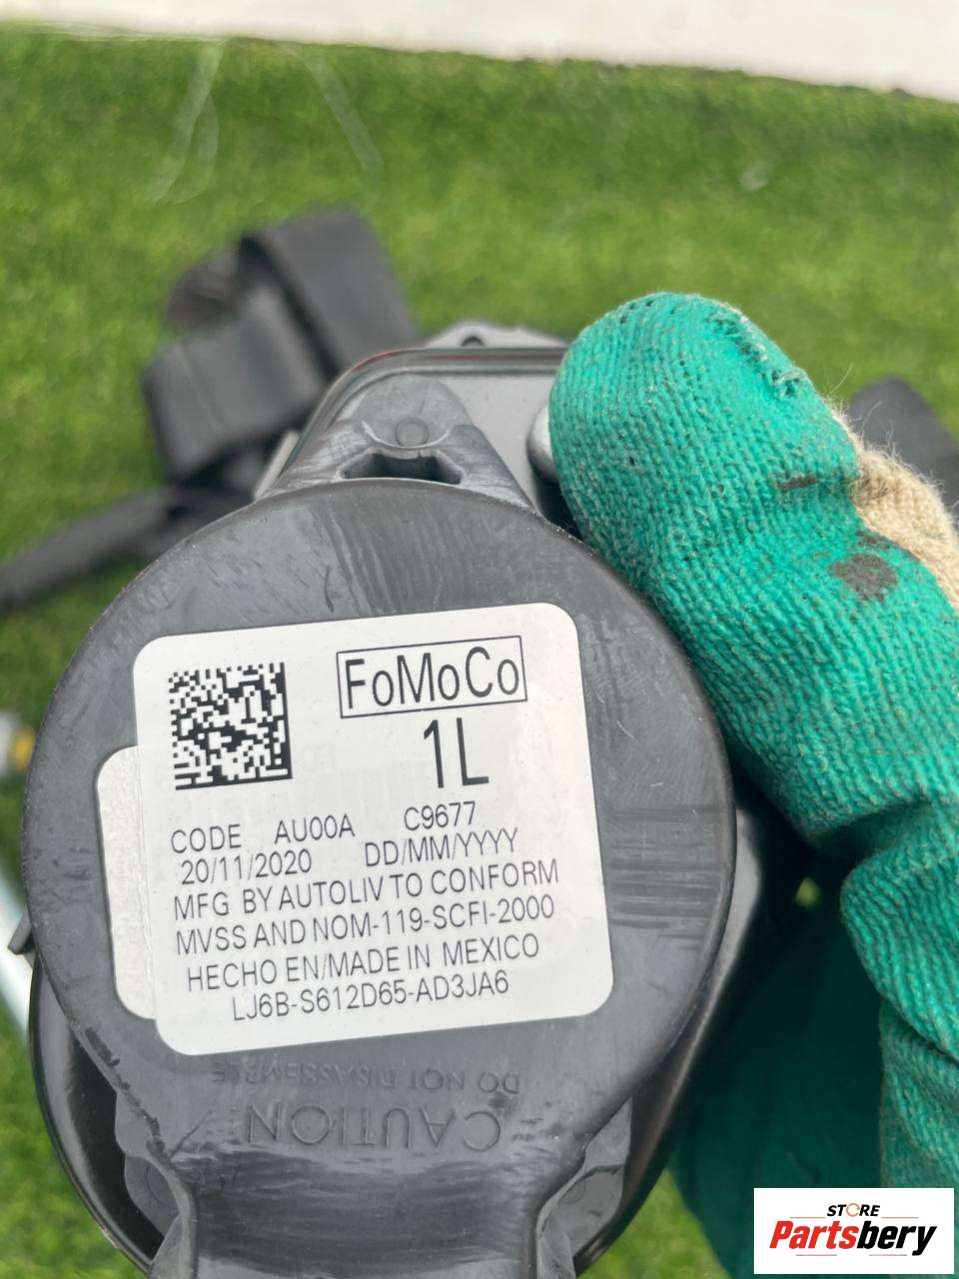 FoMoCo
1L
CODE AU00A C9677
20/11/2020 DD/MM/YYYY
MFG BY AUTOLIV TO CONFORM
MVSS AND NOM-119-SCFI-2000
HECHO EN/MADE IN MEXICO
LJ6B-S612D65-AD3JA6
DO NOT DISASSEMBLE
CAUTION
STORE
Partsbery